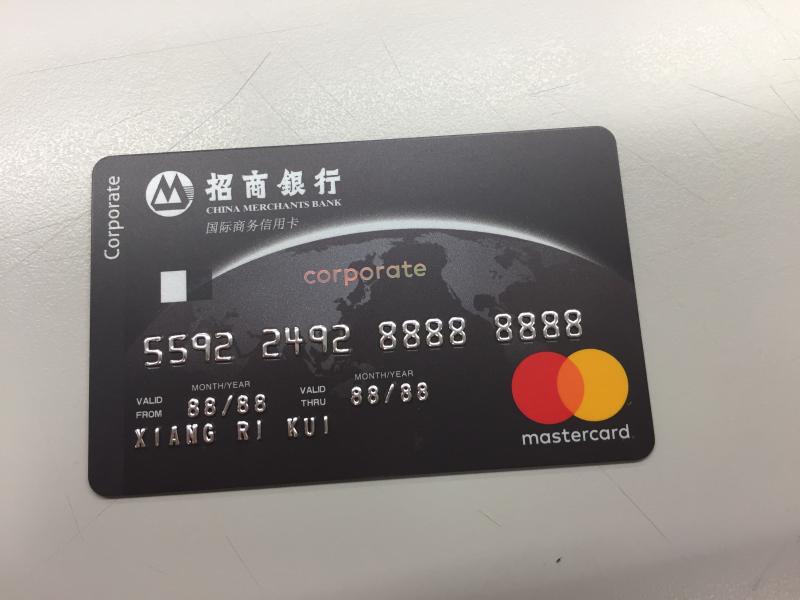 Corporate
招商銀行
CHINA MERCHANTS BANK
国际商务信用卡
corporate
5592 2492 8888 8888
MONTH/YEAR
VALID FROM 88/88
MONTH/YEAR
VALID THRU 88/88
XIANG RI KUI
mastercard